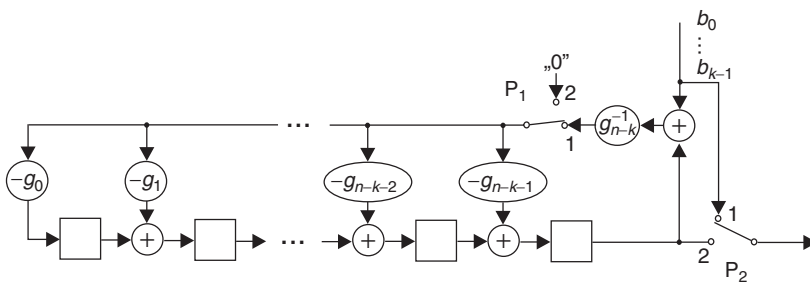 b₀
⋮
bₖ₋₁
„0"
P₁
2
1
g⁻¹ₙ₋ₖ
+
...
−g₀
−g₁
−gₙ₋ₖ₋₂
−gₙ₋ₖ₋₁
1
+
...
+
+
2
P₂